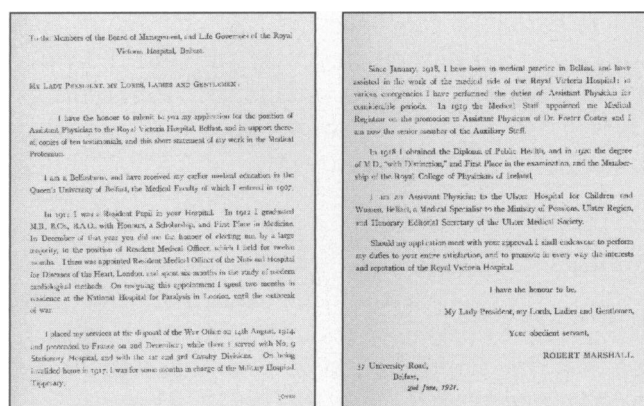 To the Members of the Board of Management, and Life Governors of the Royal
Victoria Hospital, Belfast.
MY LADY PRESIDENT, MY LORDS, LADIES AND GENTLEMEN,
I have the honour to submit to you my application for the position of
Assistant Physician to the Royal Victoria Hospital, Belfast, and in support there-
of, copies of ten testimonials, and this short statement of my work in the Medical
Profession.
I am a Belfastman, and have received my earlier medical education in the
Queen's University of Belfast, the Medical Faculty of which I entered in 1907.
In 1911 I was a Resident Pupil in your Hospital. In 1912 I graduated
M.B., B.Ch., B.A.O., with Honours, a Scholarship, and First Place in Medicine.
In December of that year you did me the honour of electing me, by a large
majority, to the position of Resident Medical Officer, which I held for twelve
months. I then was appointed Resident Medical Officer of the National Hospital
for Diseases of the Heart, London, and spent six months in the study of modern
cardiological methods. On resigning this appointment I spent two months in
residence at the National Hospital for Paralysis in London, until the outbreak
of war.
I placed my services at the disposal of the War Office on 14th August, 1914,
and proceeded to France on 2nd December; while there I served with No. 9
Stationary Hospital, and with the 1st and 3rd Cavalry Divisions. On being
invalided home in 1917, I was for some months in charge of the Military Hospital
Tipperary.
[over
Since January, 1918, I have been in medical practice in Belfast, and have
assisted in the work of the medical side of the Royal Victoria Hospital; in
various emergencies I have performed the duties of Assistant Physician for
considerable periods. In 1919 the Medical Staff appointed me Medical
Registrar on the promotion to Assistant Physician of Dr. Foster Coates and I
am now the senior member of the Auxiliary Staff.
In 1918 I obtained the Diploma of Public Health, and in 1920 the degree
of M.D., "with Distinction," and First Place in the examination, and the Member-
ship of the Royal College of Physicians of Ireland.
I am an Assistant Physician to the Ulster Hospital for Children and
Women, Belfast, a Medical Specialist to the Ministry of Pensions, Ulster Region,
and Honorary Editorial Secretary of the Ulster Medical Society.
Should my application meet with your approval I shall endeavour to perform
my duties to your entire satisfaction, and to promote in every way the interests
and reputation of the Royal Victoria Hospital.
I have the honour to be,
My Lady President, my Lords, Ladies and Gentlemen,
Your obedient servant,
ROBERT MARSHALL.
57 University Road,
Belfast,
2nd June, 1921.